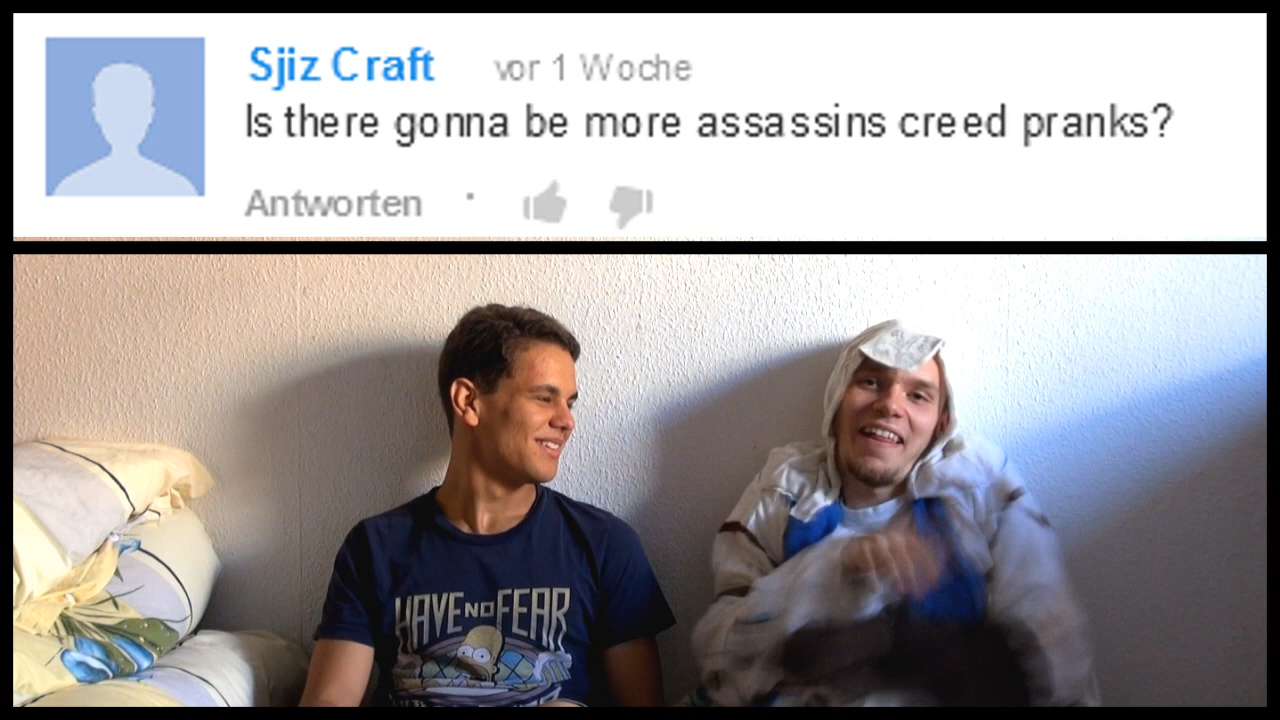 Sjiz Craft vor 1 Woche
Is there gonna be more assassins creed pranks?
Antworten
HAVE NO FEAR